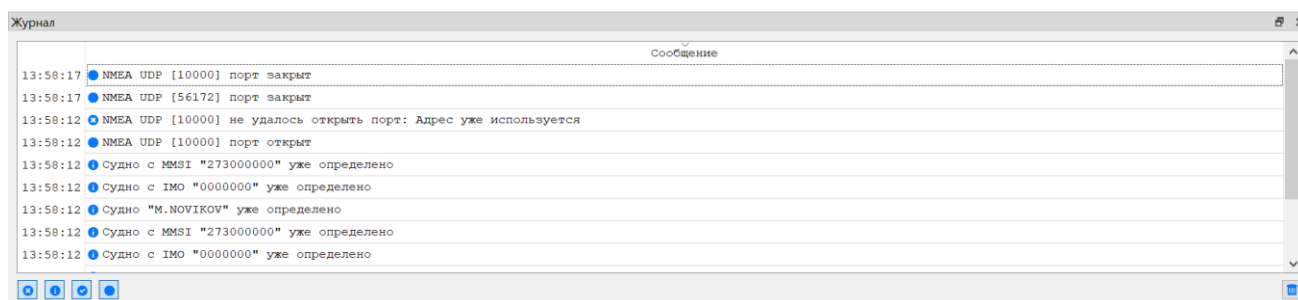 Журнал
Сообщение
13:58:17 NMEA UDP [10000] порт закрыт
13:58:17 NMEA UDP [56172] порт закрыт
13:58:12 NMEA UDP [10000] не удалось открыть порт: Адрес уже используется
13:58:12 NMEA UDP [10000] порт открыт
13:58:12 Судно с MMSI "273000000" уже определено
13:58:12 Судно с IMO "0000000" уже определено
13:58:12 Судно "M.NOVIKOV" уже определено
13:58:12 Судно с MMSI "273000000" уже определено
13:58:12 Судно с IMO "0000000" уже определено